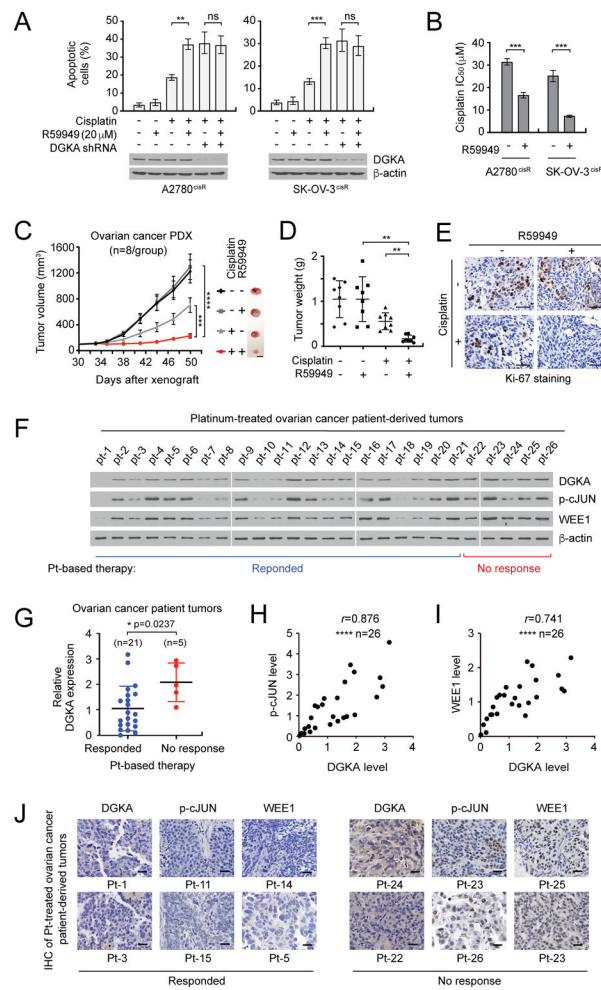 A
Apoptotic
cells (%)
50
40
30
20
10
0
** ns
*** ns
Cisplatin - - + + + +
R59949 (20 μM) - + - + - +
DGKA shRNA - - - - + +
DGKA
β-actin
A2780cisR
SK-OV-3cisR
B
Cisplatin IC50 (μM)
40
30
20
10
0
*** ***
R59949 - + - +
A2780cisR SK-OV-3cisR
C
Ovarian cancer PDX
(n=8/group)
Tumor volume (mm3)
1600
1200
800
400
0
30 34 38 42 46 50
Days after xenograft
Cisplatin
R59949
- -
- +
+ -
+ +
****
***
D
Tumor weight (g)
2
1
0
**
**
Cisplatin - - + +
R59949 - + - +
E
R59949
- +
Cisplatin
-
+
Ki-67 staining
F
Platinum-treated ovarian cancer patient-derived tumors
pt-1 pt-2 pt-3 pt-4 pt-5 pt-6 pt-7 pt-8 pt-9 pt-10 pt-11 pt-12 pt-13 pt-14 pt-15 pt-16 pt-17 pt-18 pt-19 pt-20 pt-21 pt-22 pt-23 pt-24 pt-25 pt-26
DGKA
p-cJUN
WEE1
β-actin
Pt-based therapy: Reponded No response
G
Ovarian cancer patient tumors
* p=0.0237
(n=21) (n=5)
Relative
DGKA expression
4
3
2
1
0
Responded No response
Pt-based therapy
H
r=0.876
**** n=26
p-cJUN level
5
4
3
2
1
0
0 1 2 3 4
DGKA level
I
r=0.741
**** n=26
WEE1 level
3
2
1
0
0 1 2 3 4
DGKA level
J
IHC of Pt-treated ovarian cancer
patient-derived tumors
DGKA p-cJUN WEE1 DGKA p-cJUN WEE1
Pt-1 Pt-11 Pt-14 Pt-24 Pt-23 Pt-25
Pt-3 Pt-15 Pt-5 Pt-22 Pt-26 Pt-23
Responded No response